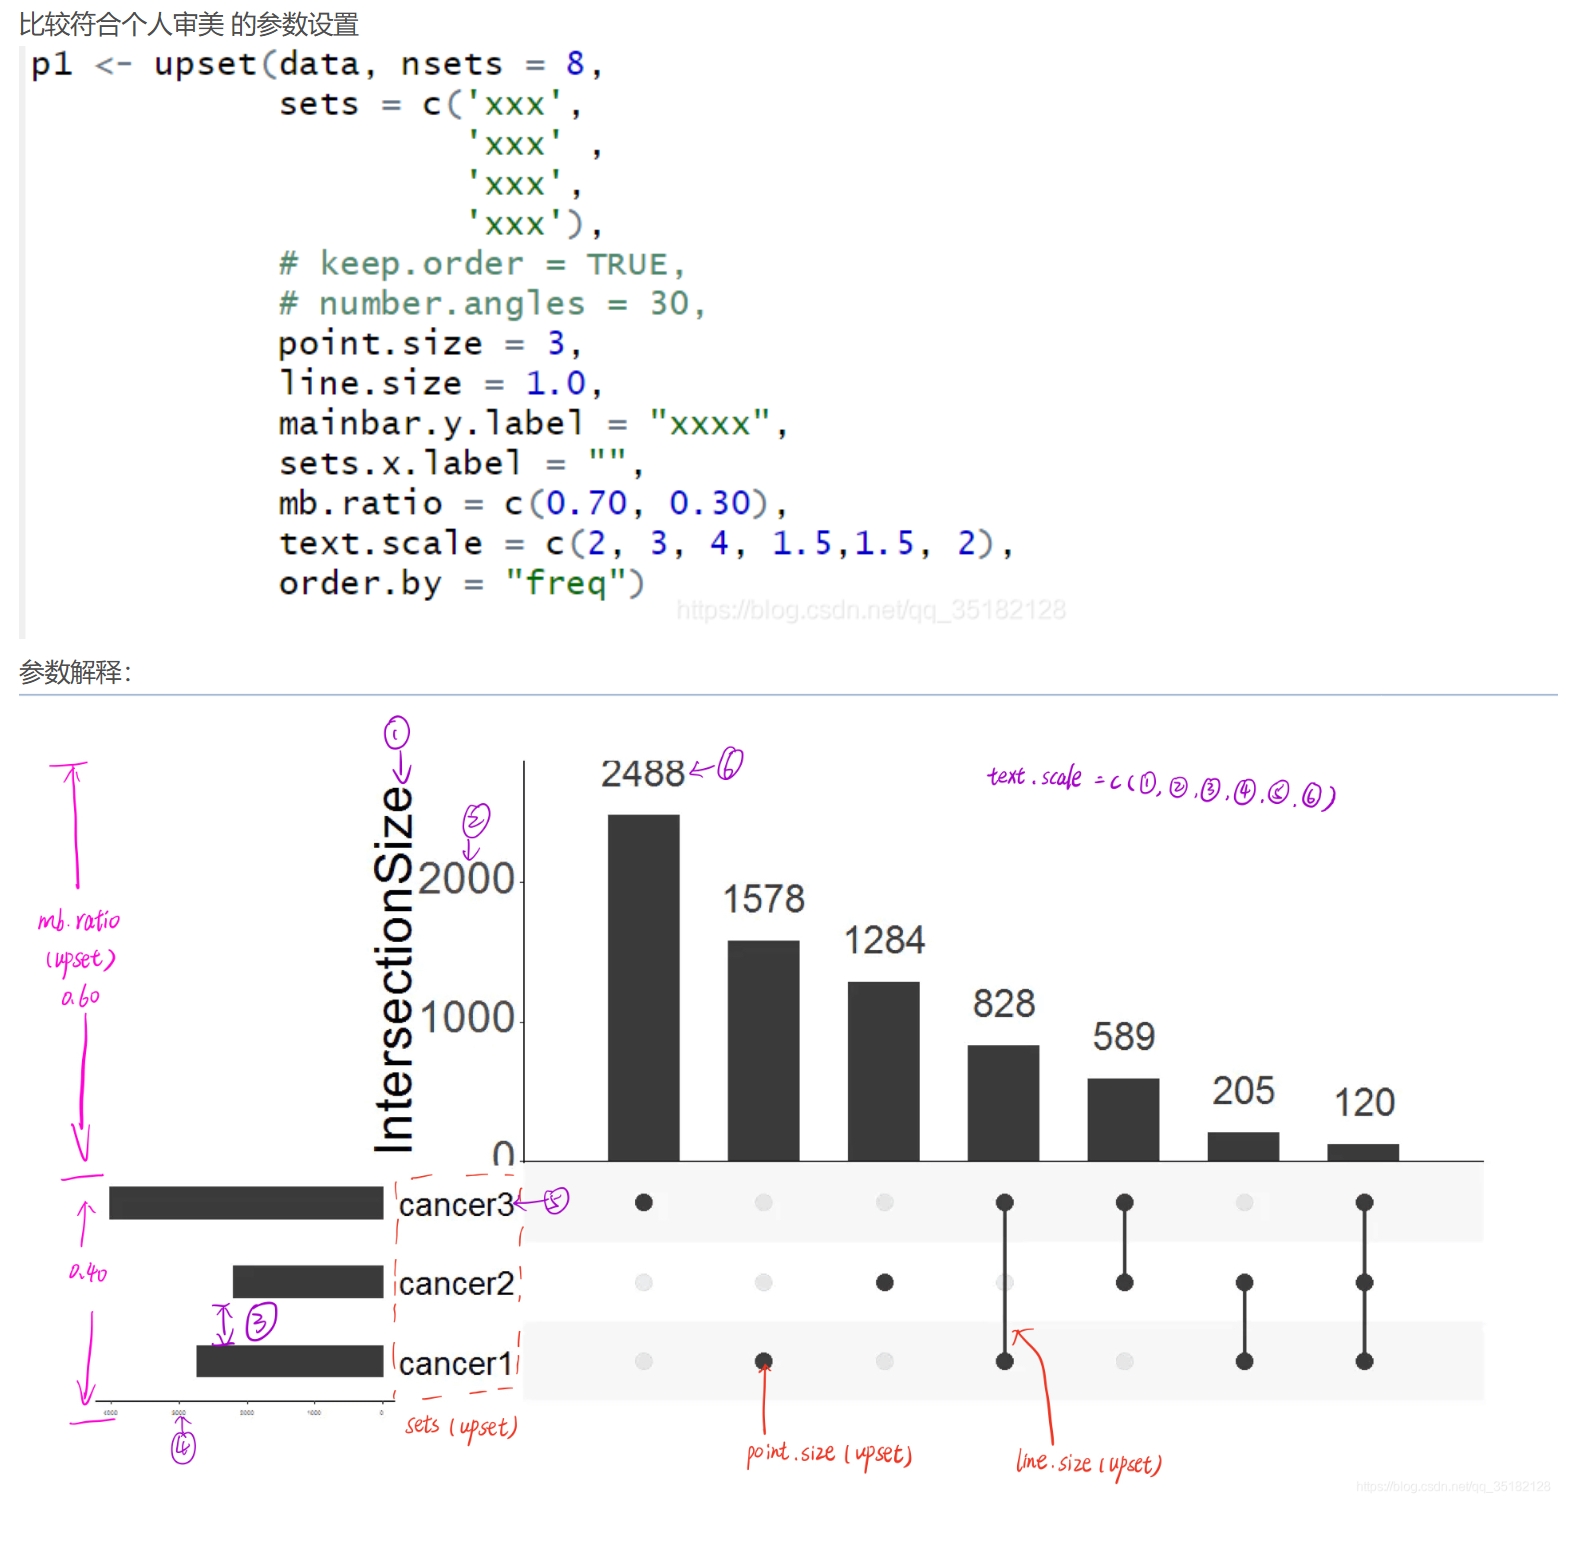 比较符合个人审美 的参数设置
p1 <- upset(data, nsets = 8,
sets = c('xxx',
'xxx' ,
'xxx',
'xxx'),
# keep.order = TRUE,
# number.angles = 30,
point.size = 3,
line.size = 1.0,
mainbar.y.label = "xxxx",
sets.x.label = "",
mb.ratio = c(0.70, 0.30),
text.scale = c(2, 3, 4, 1.5,1.5, 2),
order.by = "freq")
https://blog.csdn.net/qq_35182128
参数解释：
①
2488 ⑥
text.scale = c(①,②,③,④,⑤,⑥)
②
IntersectionSize
2000
1578
1284
mb.ratio
(upset)
0.60
1000
828
589
205
120
0
cancer3 ⑤
0.40
cancer2
③
cancer1
4000 3000 2000 1000 0
④
sets (upset)
point.size (upset)
line.size (upset)
https://blog.csdn.net/qq_35182128